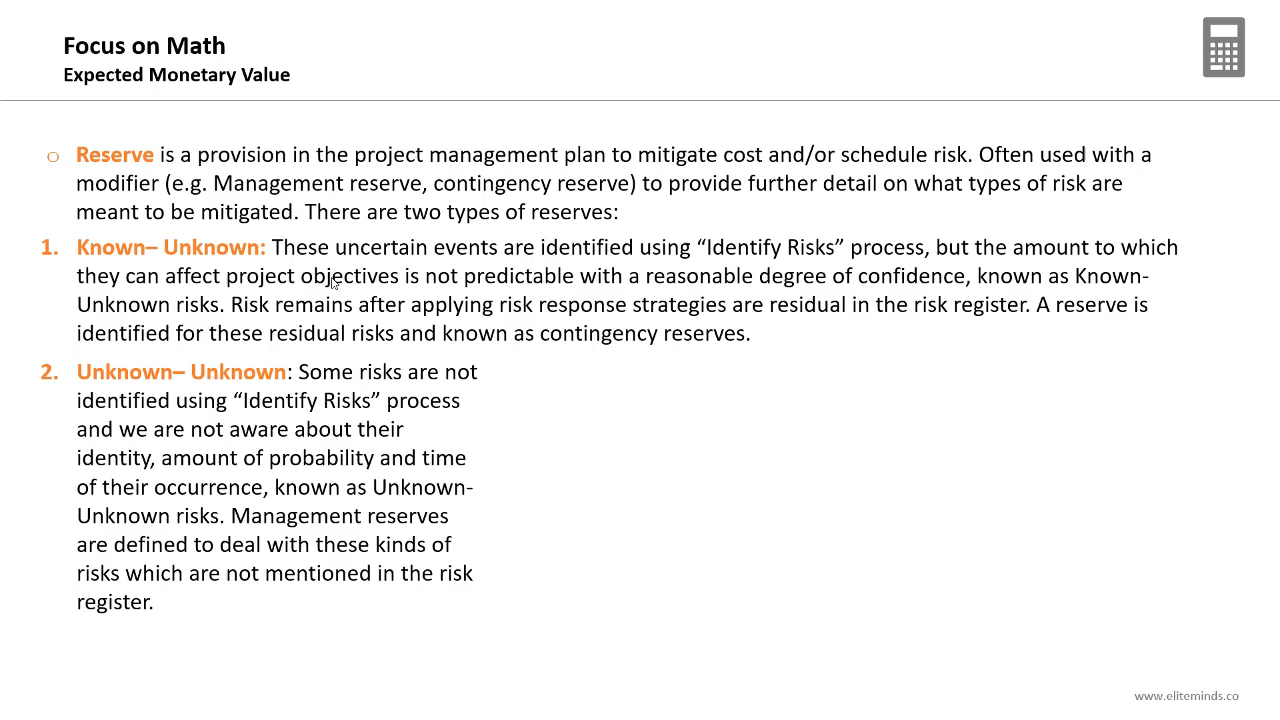 Focus on Math
Expected Monetary Value
o Reserve is a provision in the project management plan to mitigate cost and/or schedule risk. Often used with a
modifier (e.g. Management reserve, contingency reserve) to provide further detail on what types of risk are
meant to be mitigated. There are two types of reserves:
1. Known– Unknown: These uncertain events are identified using “Identify Risks” process, but the amount to which
they can affect project objectives is not predictable with a reasonable degree of confidence, known as Known-
Unknown risks. Risk remains after applying risk response strategies are residual in the risk register. A reserve is
identified for these residual risks and known as contingency reserves.
2. Unknown– Unknown: Some risks are not
identified using “Identify Risks” process
and we are not aware about their
identity, amount of probability and time
of their occurrence, known as Unknown-
Unknown risks. Management reserves
are defined to deal with these kinds of
risks which are not mentioned in the risk
register.
www.eliteminds.co